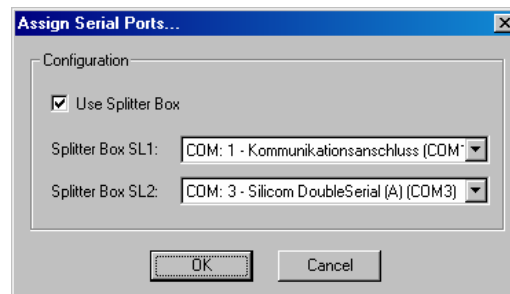 Assign Serial Ports...
Configuration
Use Splitter Box
Splitter Box SL1: COM: 1 - Kommunikationsanschluss (COM
Splitter Box SL2: COM: 3 - Silicom DoubleSerial (A) (COM3)
OK Cancel